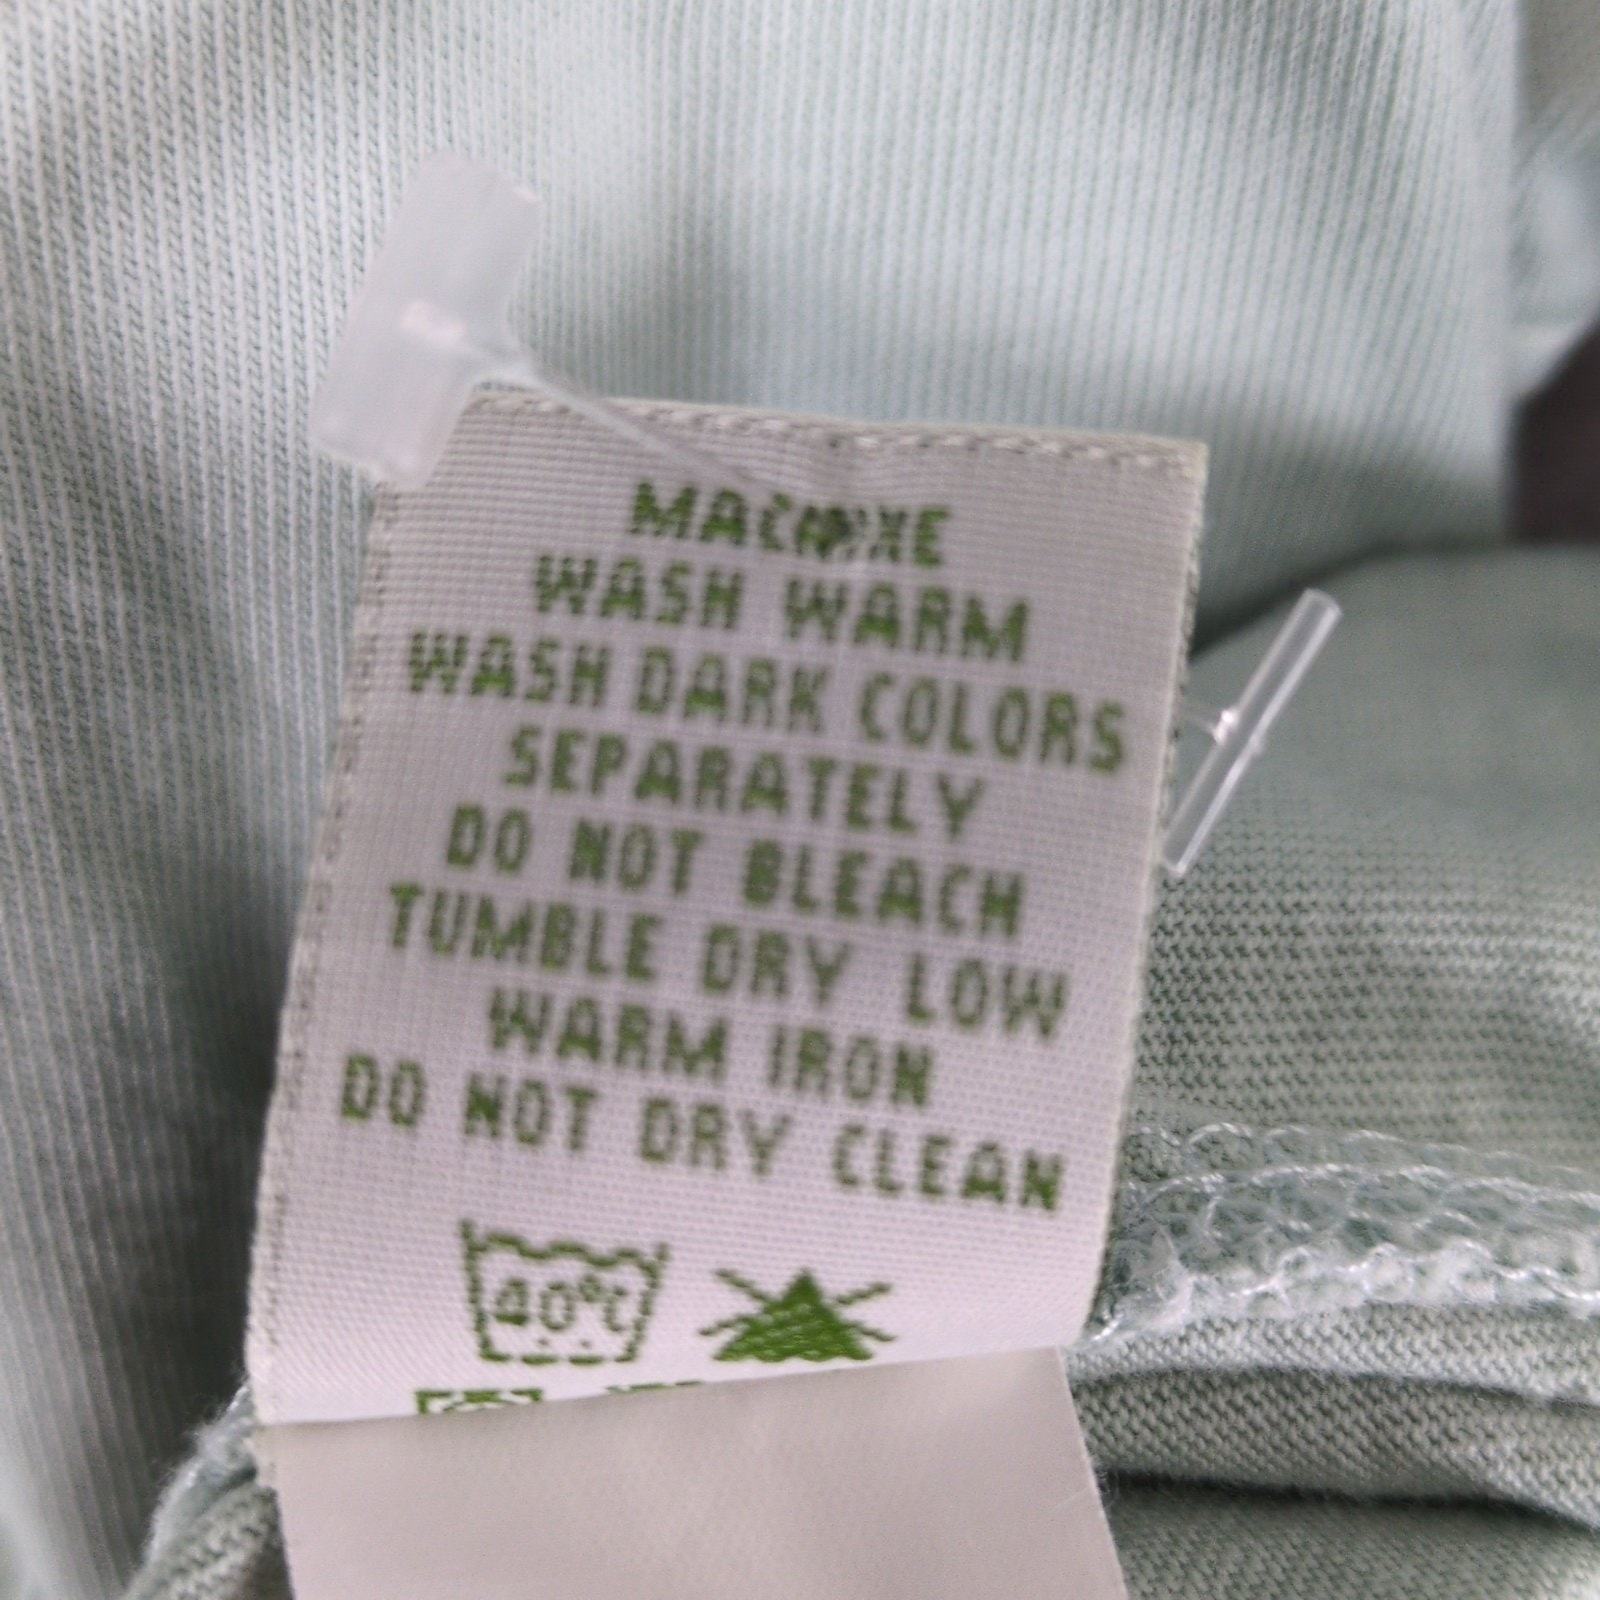 WASH WARM
WASH DARK COLORS
SEPARATELY
DO NOT BLEACH
TUMBLE DRY LOW
WARM IRON
DO NOT DRY CLEAN
40°C